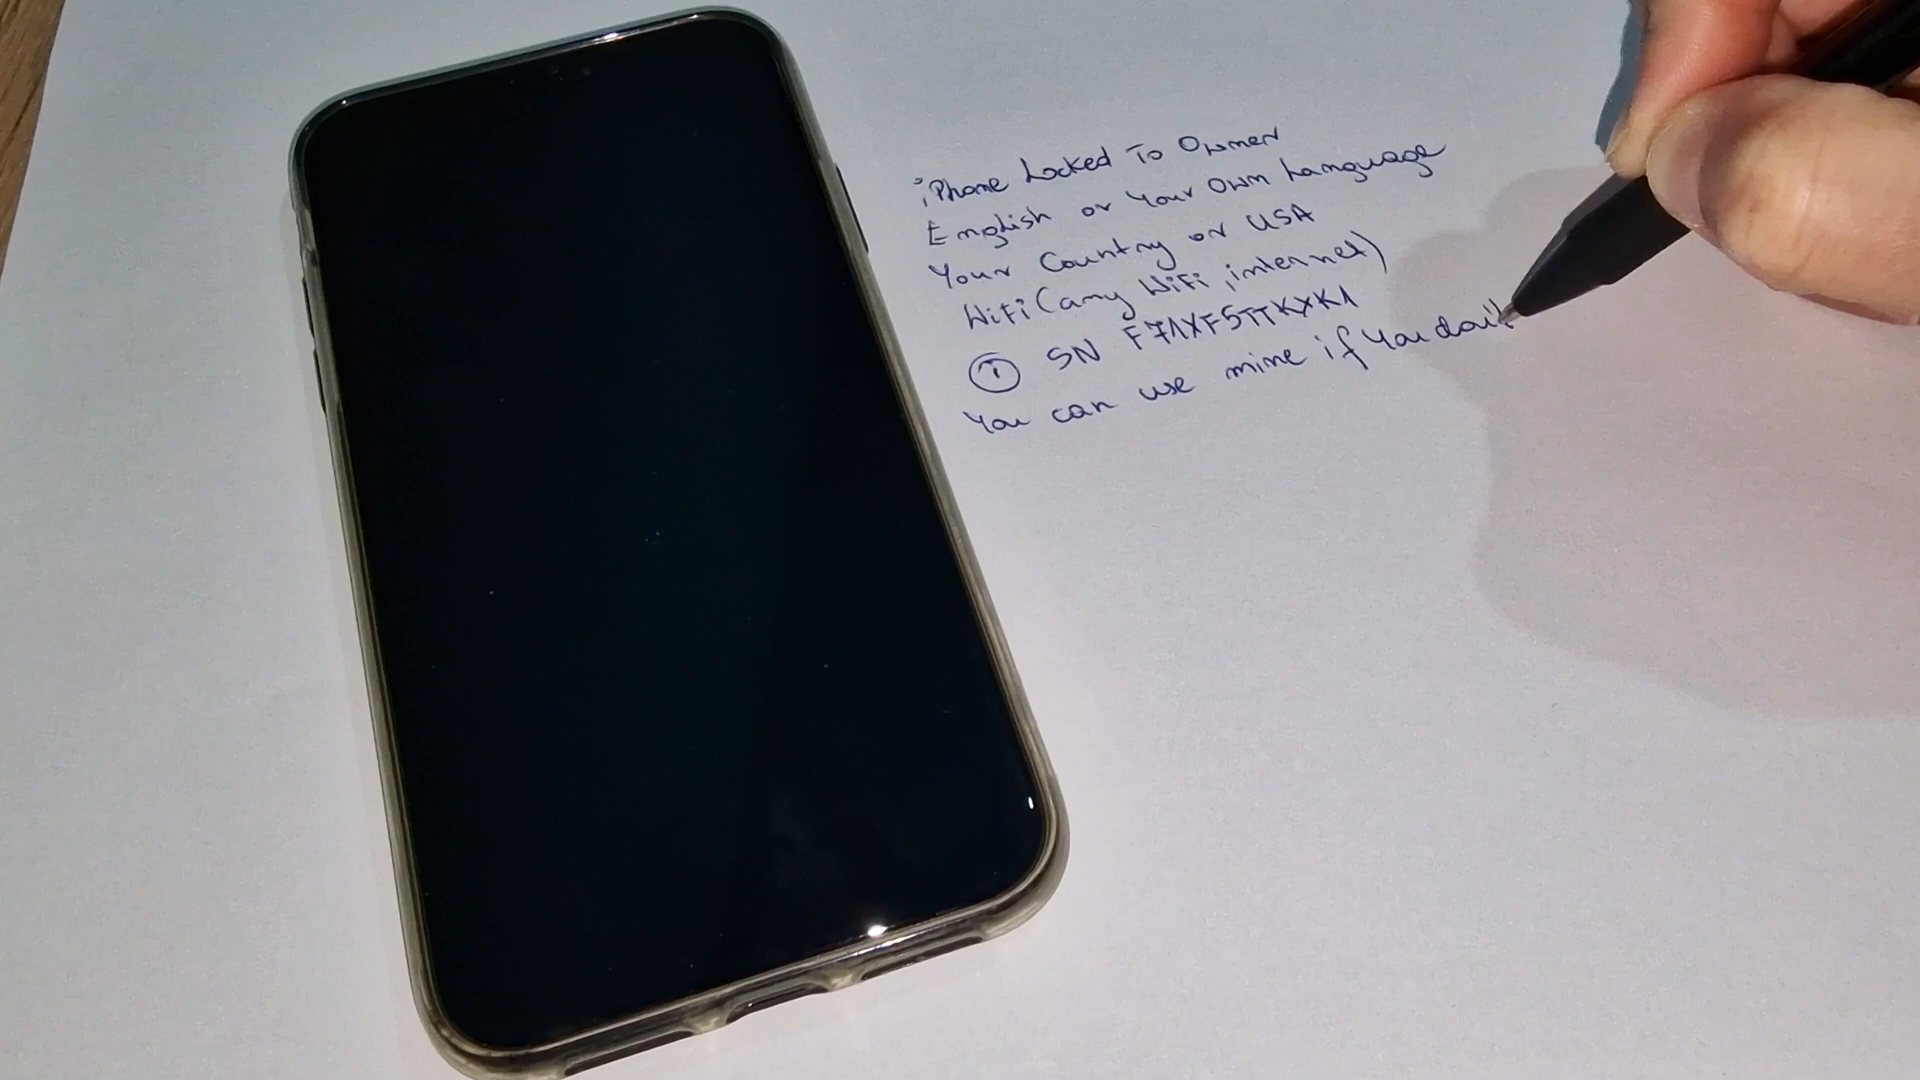 iPhone Locked To Owner
English or Your Own Language
Your Country or USA
WiFi (any WiFi, internet)
ⓘ SN F71XF5TTKXK1
You can use mine if you don't